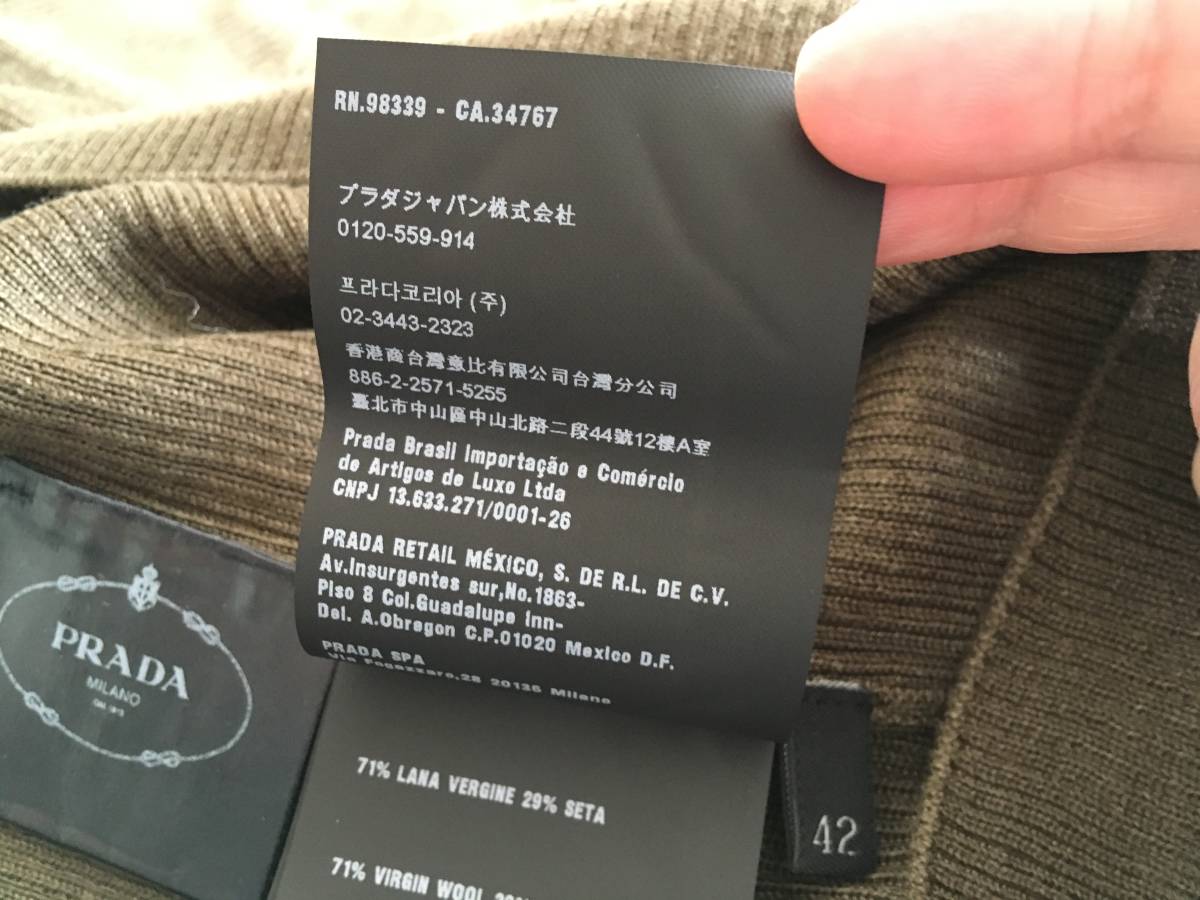 RN.98339 - CA.34767
プラダジャパン株式会社
0120-559-914
프라다코리아 (주)
02-3443-2323
香港商台灣意比有限公司台灣分公司
886-2-2571-5255
臺北市中山區中山北路二段44號12樓A室
Prada Brasil Importação e Comércio
de Artigos de Luxo Ltda
CNPJ 13.633.271/0001-26
PRADA RETAIL MÉXICO, S. DE R.L. DE C.V.
Av.Insurgentes sur,No.1863-
Piso 8 Col.Guadalupe Inn-
Del. A.Obregon C.P.01020 Mexico D.F.
PRADA SPA
Via Fogazzaro,28 20135 Milano
PRADA
MILANO
71% LANA VERGINE 29% SETA
71% VIRGIN WOOL
42